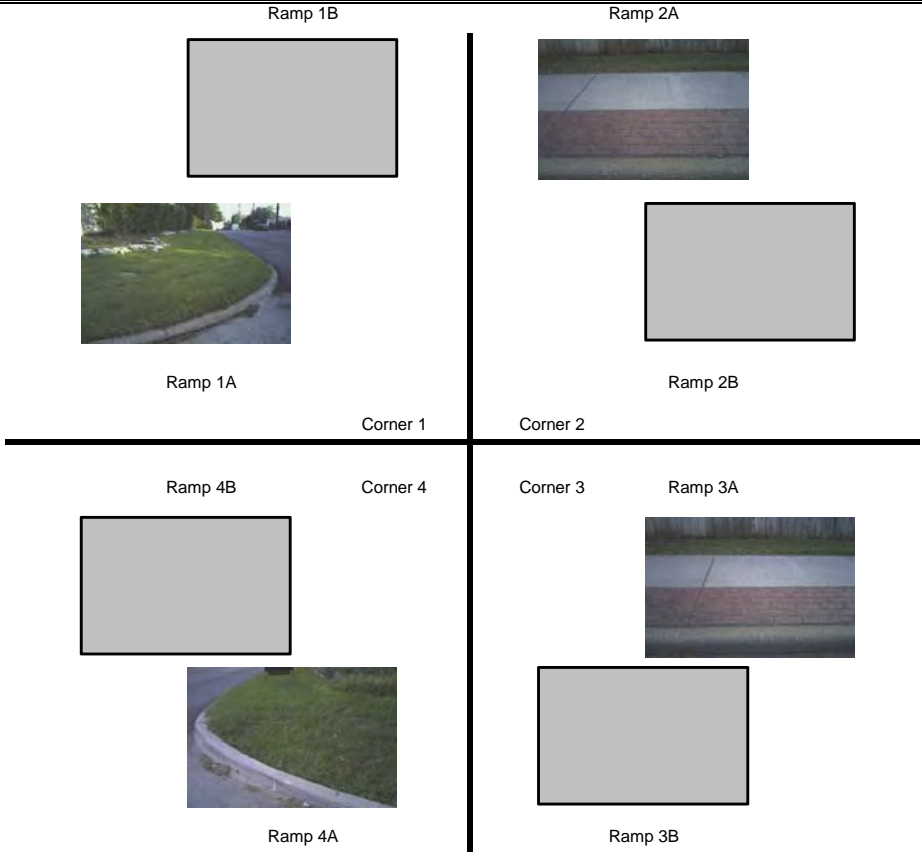 Ramp 1B Ramp 2A
Ramp 1A Ramp 2B
Corner 1 Corner 2
Ramp 4B Corner 4 Corner 3 Ramp 3A
Ramp 4A Ramp 3B